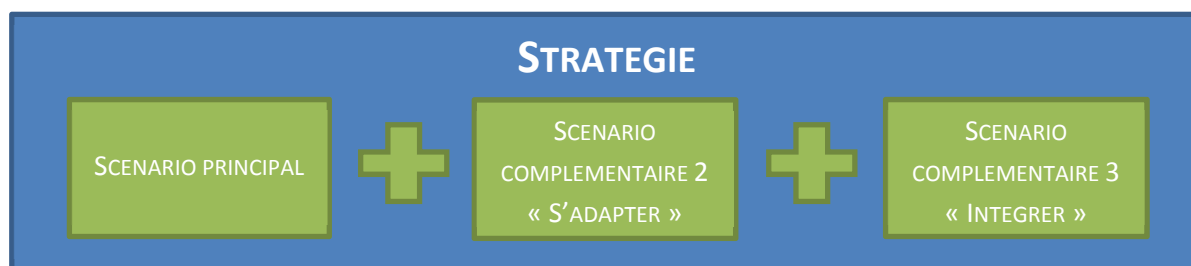 STRATEGIE
SCENARIO PRINCIPAL
SCENARIO
COMPLEMENTAIRE 2
« S’ADAPTER »
SCENARIO
COMPLEMENTAIRE 3
« INTEGRER »